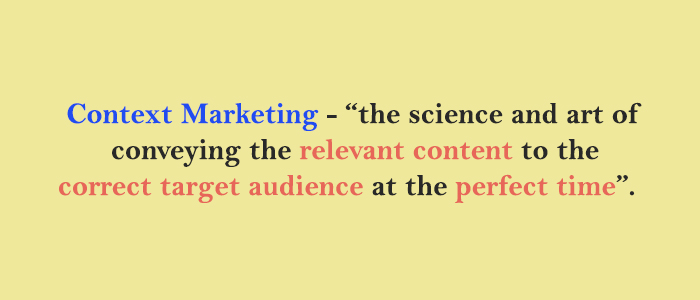 Context Marketing - “the science and art of
conveying the relevant content to the
correct target audience at the perfect time”.